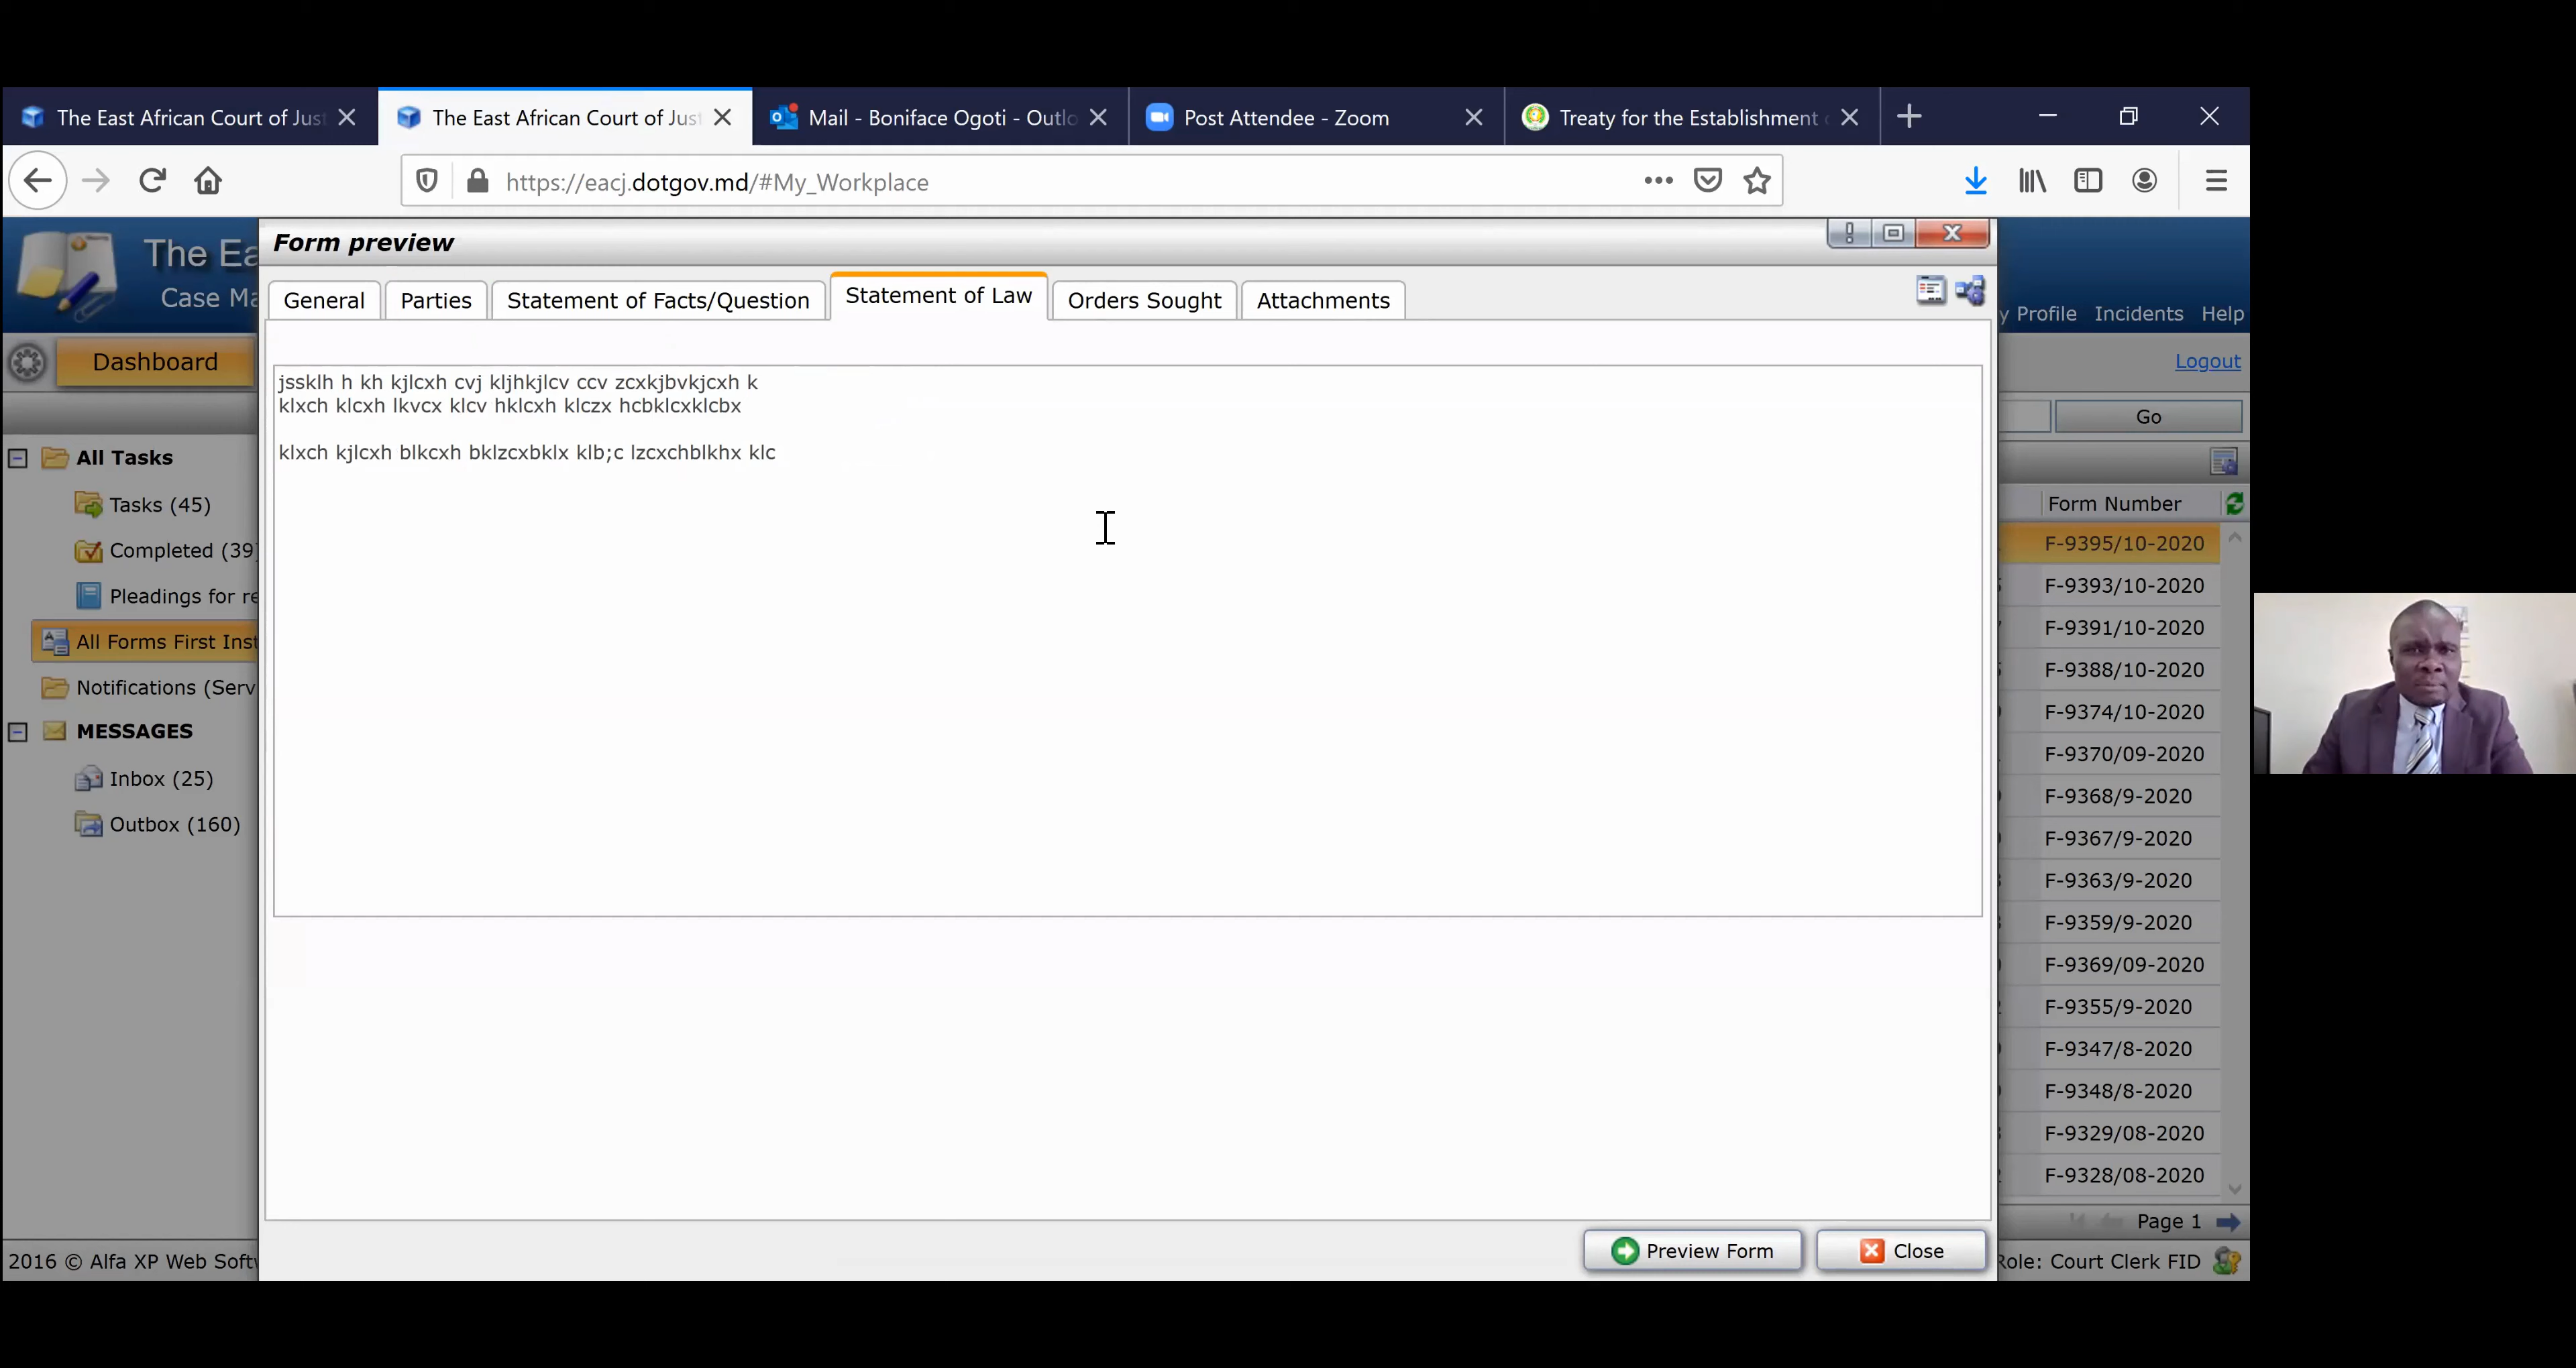 The East African Court of Jus
The East African Court of Jus
Mail - Boniface Ogoti - Outlo
Post Attendee - Zoom
Treaty for the Establishment
https://eacj.dotgov.md/#My_Workplace
The Ea
Case Ma
Form preview
General
Parties
Statement of Facts/Question
Statement of Law
Orders Sought
Attachments
y Profile
Incidents
Help
Dashboard
Logout
jssklh h kh kjlcxh cvj kljhkjlcv ccv zcxkjbvkjcxh k
klxch klcxh lkvcx klcv hklcxh klczx hcbklcxklcbx
klxch kjlcxh blkcxh bklzcxbklx klb;c lzcxchblkhx klc
Go
All Tasks
Tasks (45)
Completed (39)
Pleadings for re
All Forms First Inst
Notifications (Serv
MESSAGES
Inbox (25)
Outbox (160)
Form Number
F-9395/10-2020
F-9393/10-2020
F-9391/10-2020
F-9388/10-2020
F-9374/10-2020
F-9370/09-2020
F-9368/9-2020
F-9367/9-2020
F-9363/9-2020
F-9359/9-2020
F-9369/09-2020
F-9355/9-2020
F-9347/8-2020
F-9348/8-2020
F-9329/08-2020
F-9328/08-2020
Page 1
Preview Form
Close
2016 © Alfa XP Web Softw
Role: Court Clerk FID